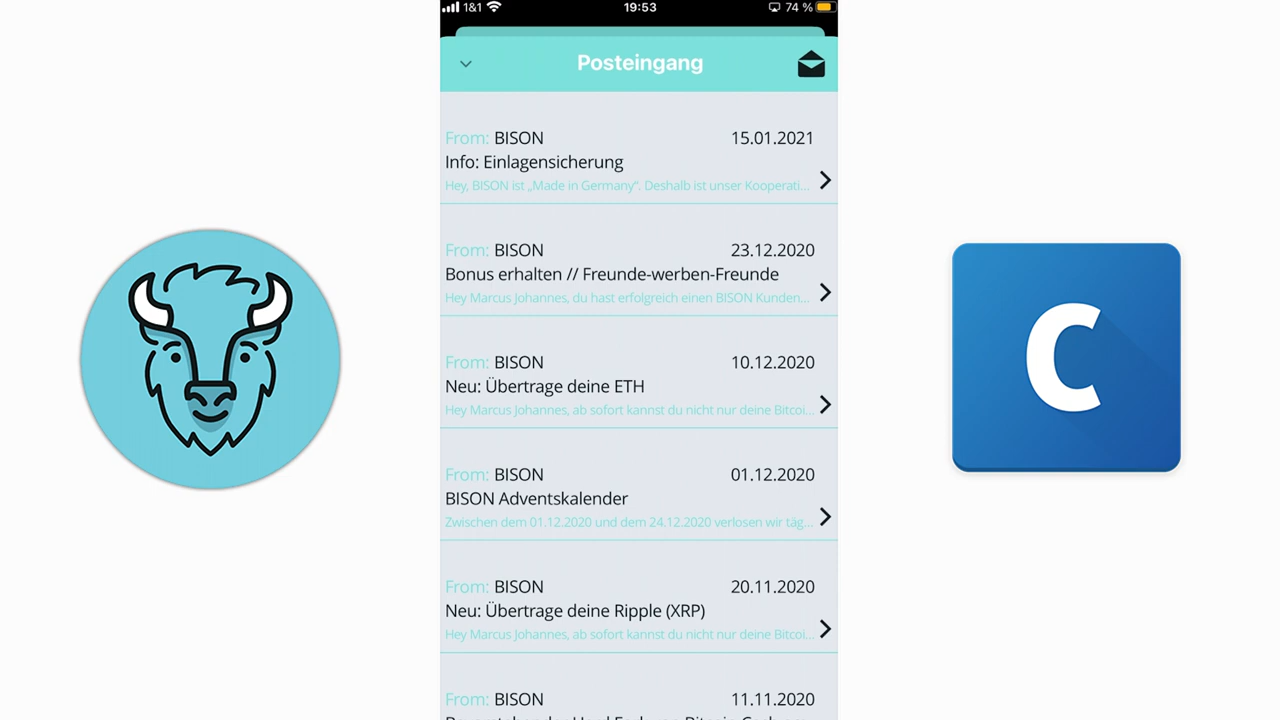 1&1 19:53 74 %
Posteingang
From: BISON 15.01.2021
Info: Einlagensicherung
Hey, BISON ist „Made in Germany“. Deshalb ist unser Kooperati...
From: BISON 23.12.2020
Bonus erhalten // Freunde-werben-Freunde
Hey Marcus Johannes, du hast erfolgreich einen BISON Kunden...
From: BISON 10.12.2020
Neu: Übertrage deine ETH
Hey Marcus Johannes, ab sofort kannst du nicht nur deine Bitcoi...
From: BISON 01.12.2020
BISON Adventskalender
Zwischen dem 01.12.2020 und dem 24.12.2020 verlosen wir täg...
From: BISON 20.11.2020
Neu: Übertrage deine Ripple (XRP)
Hey Marcus Johannes, ab sofort kannst du nicht nur deine Bitcoi...
From: BISON 11.11.2020
C